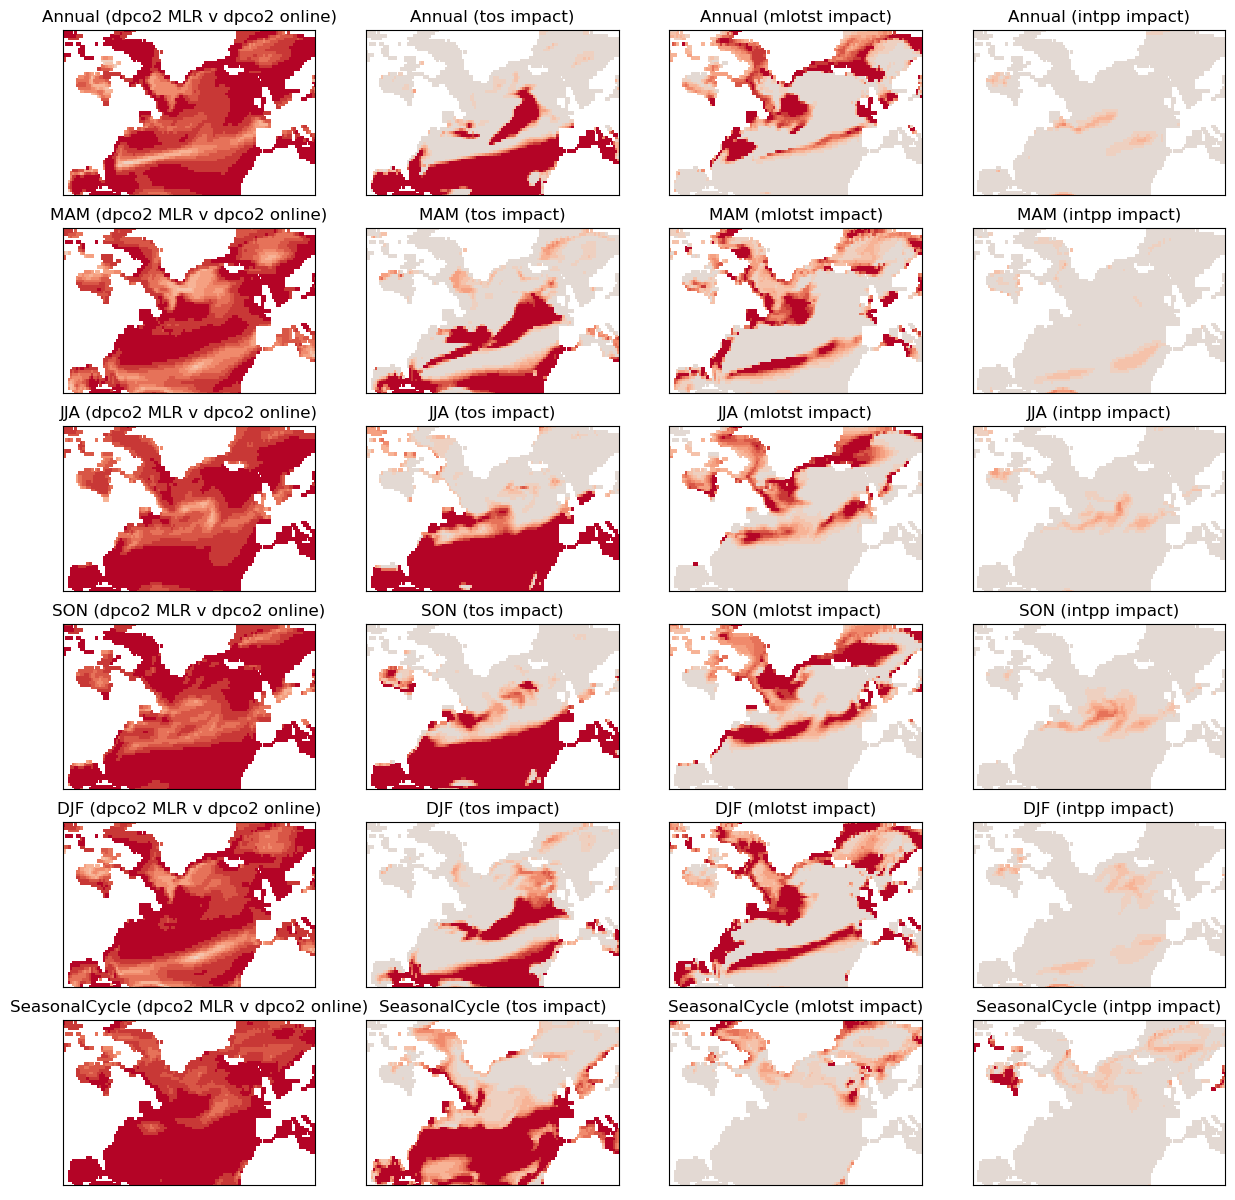 Annual (dpco2 MLR v dpco2 online)
Annual (tos impact)
Annual (mlotst impact)
Annual (intpp impact)
MAM (dpco2 MLR v dpco2 online)
MAM (tos impact)
MAM (mlotst impact)
MAM (intpp impact)
JJA (dpco2 MLR v dpco2 online)
JJA (tos impact)
JJA (mlotst impact)
JJA (intpp impact)
SON (dpco2 MLR v dpco2 online)
SON (tos impact)
SON (mlotst impact)
SON (intpp impact)
DJF (dpco2 MLR v dpco2 online)
DJF (tos impact)
DJF (mlotst impact)
DJF (intpp impact)
SeasonalCycle (dpco2 MLR v dpco2 online)
SeasonalCycle (tos impact)
SeasonalCycle (mlotst impact)
SeasonalCycle (intpp impact)